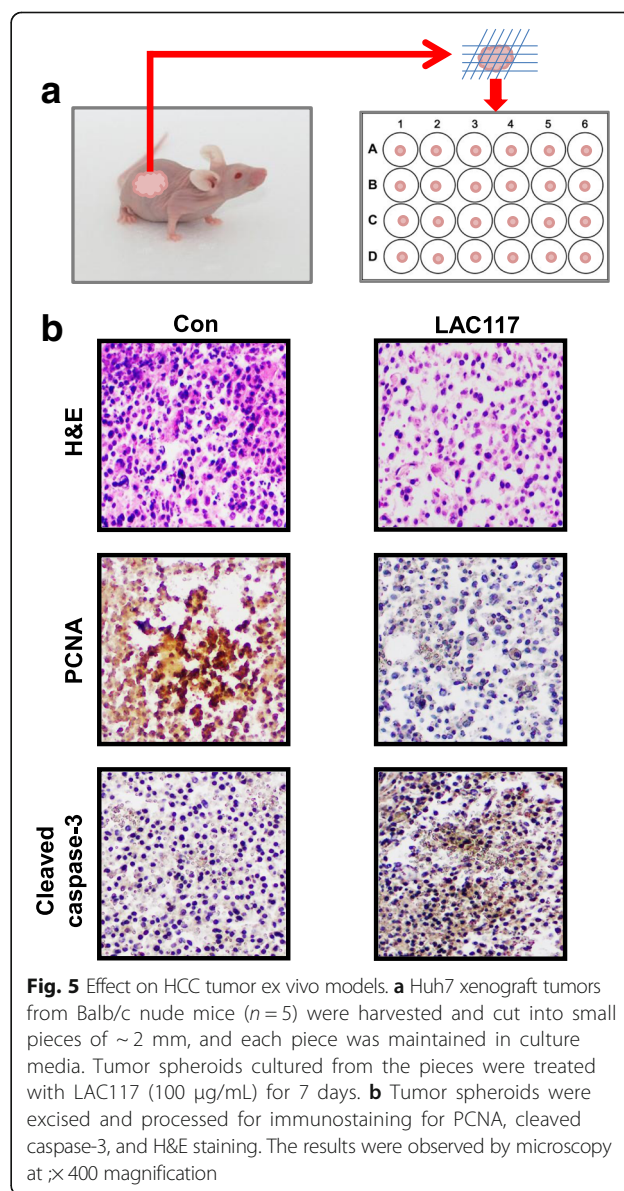 a
1 2 3 4 5 6
A
B
C
D
b
Con LAC117
H&E
PCNA
Cleaved
caspase-3
Fig. 5 Effect on HCC tumor ex vivo models. a Huh7 xenograft tumors
from Balb/c nude mice (n = 5) were harvested and cut into small
pieces of ~ 2 mm, and each piece was maintained in culture
media. Tumor spheroids cultured from the pieces were treated
with LAC117 (100 μg/mL) for 7 days. b Tumor spheroids were
excised and processed for immunostaining for PCNA, cleaved
caspase-3, and H&E staining. The results were observed by microscopy
at ;× 400 magnification